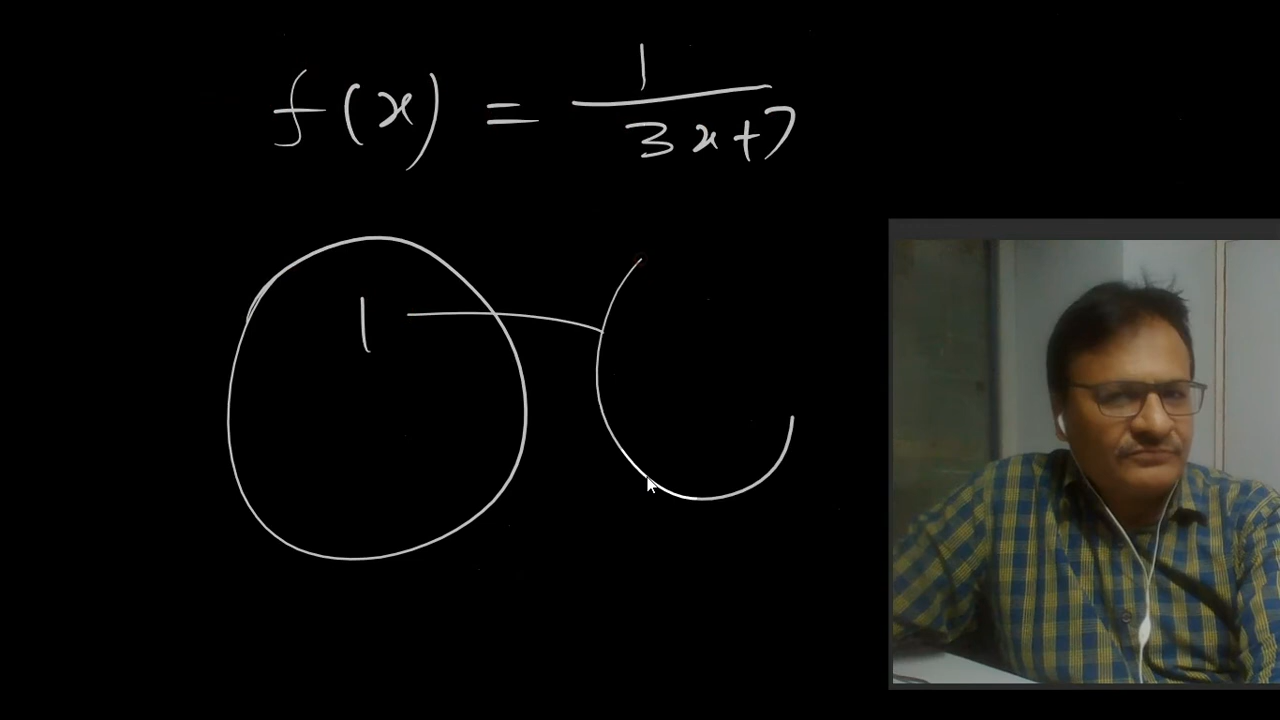 f(x) = 1/(3x+7)
1